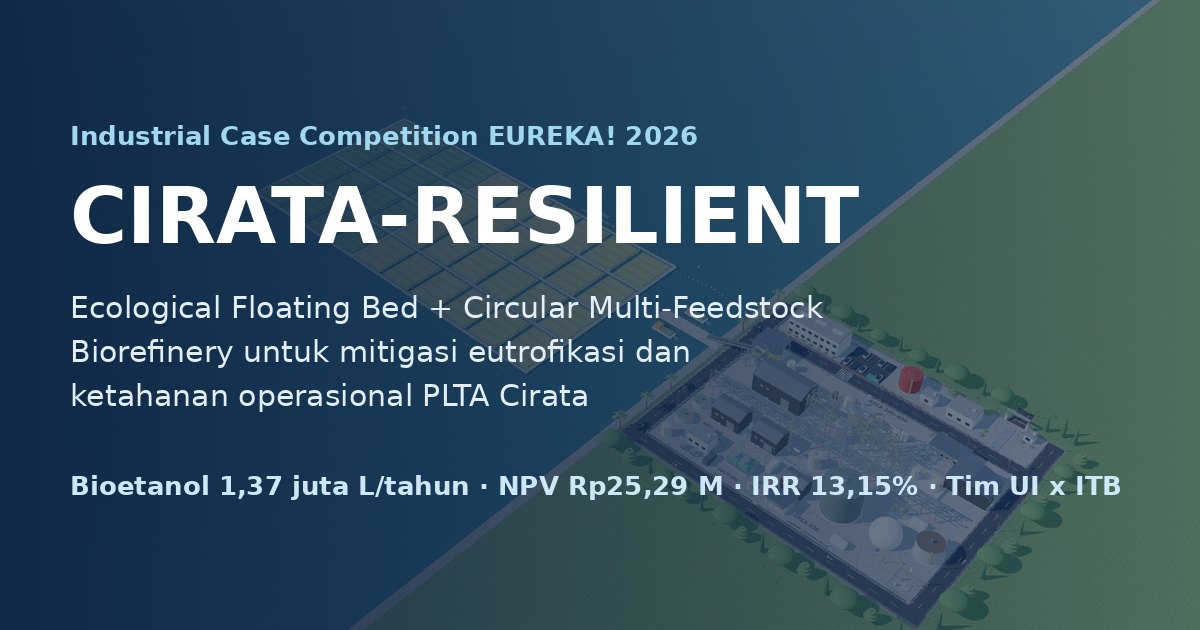 Industrial Case Competition EUREKA! 2026
CIRATA-RESILIENT
Ecological Floating Bed + Circular Multi-Feedstock
Biorefinery untuk mitigasi eutrofikasi dan
ketahanan operasional PLTA Cirata
Bioetanol 1,37 juta L/tahun · NPV Rp25,29 M · IRR 13,15% · Tim UI x ITB